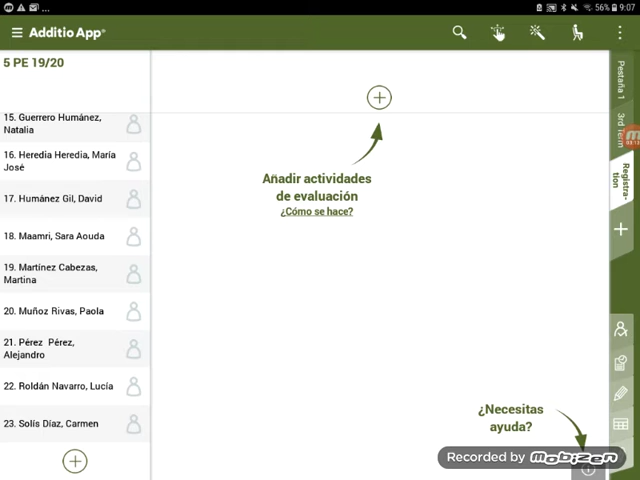 ... 56% 9:07
Additio App®
5 PE 19/20
15. Guerrero Humánez,
Natalia
16. Heredia Heredia, María
José
17. Humánez Gil, David
18. Maamri, Sara Aouda
19. Martínez Cabezas,
Martina
20. Muñoz Rivas, Paola
21. Pérez Pérez,
Alejandro
22. Roldán Navarro, Lucía
23. Solís Díaz, Carmen
Añadir actividades
de evaluación
¿Cómo se hace?
Pestaña 1
3rd Term
Registra-
tion
¿Necesitas
ayuda?
Recorded by Mobizen